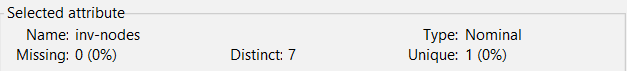 Selected attribute
Name: inv-nodes Type: Nominal
Missing: 0 (0%) Distinct: 7 Unique: 1 (0%)